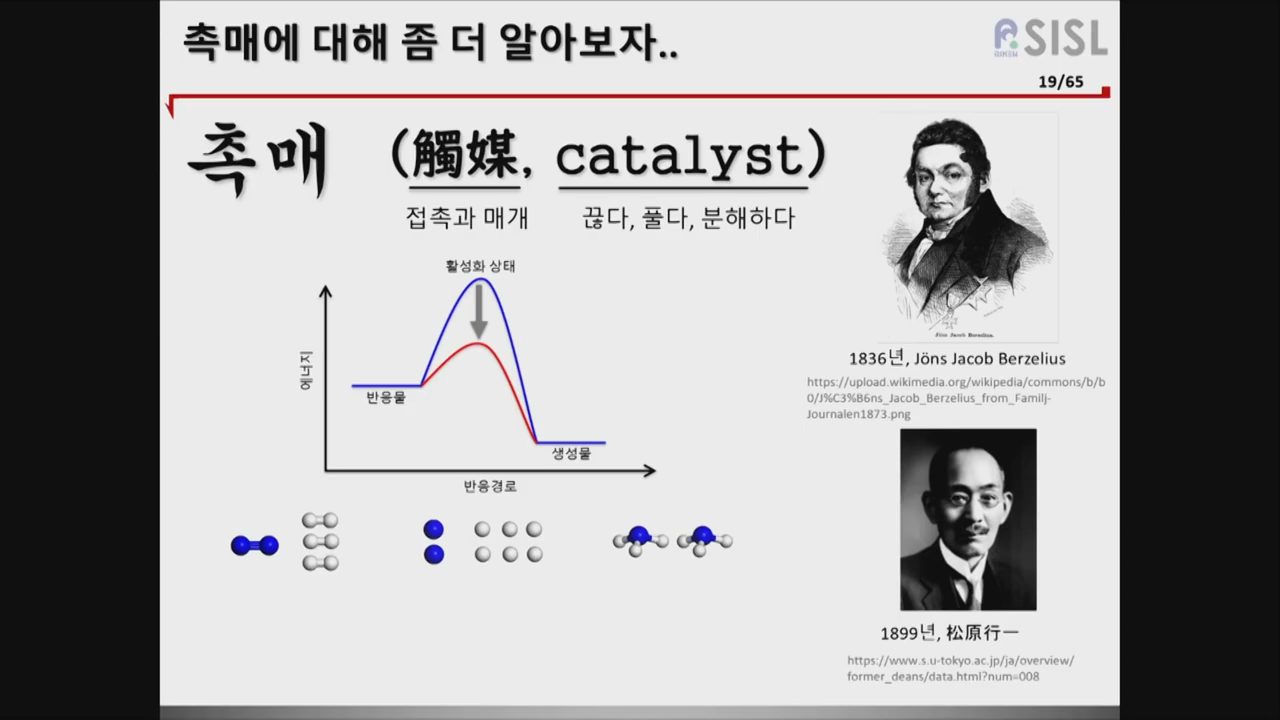 촉매에 대해 좀 더 알아보자..
SISL
RIKEN
19/65
촉매 (觸媒, catalyst)
접촉과 매개 끊다, 풀다, 분해하다
활성화 상태
에너지
반응물
생성물
반응경로
Jöns Jacob Berzelius.
1836년, Jöns Jacob Berzelius
https://upload.wikimedia.org/wikipedia/commons/b/b
0/J%C3%B6ns_Jacob_Berzelius_from_Familj-
Journalen1873.png
1899년, 松原行一
https://www.s.u-tokyo.ac.jp/ja/overview/
former_deans/data.html?num=008